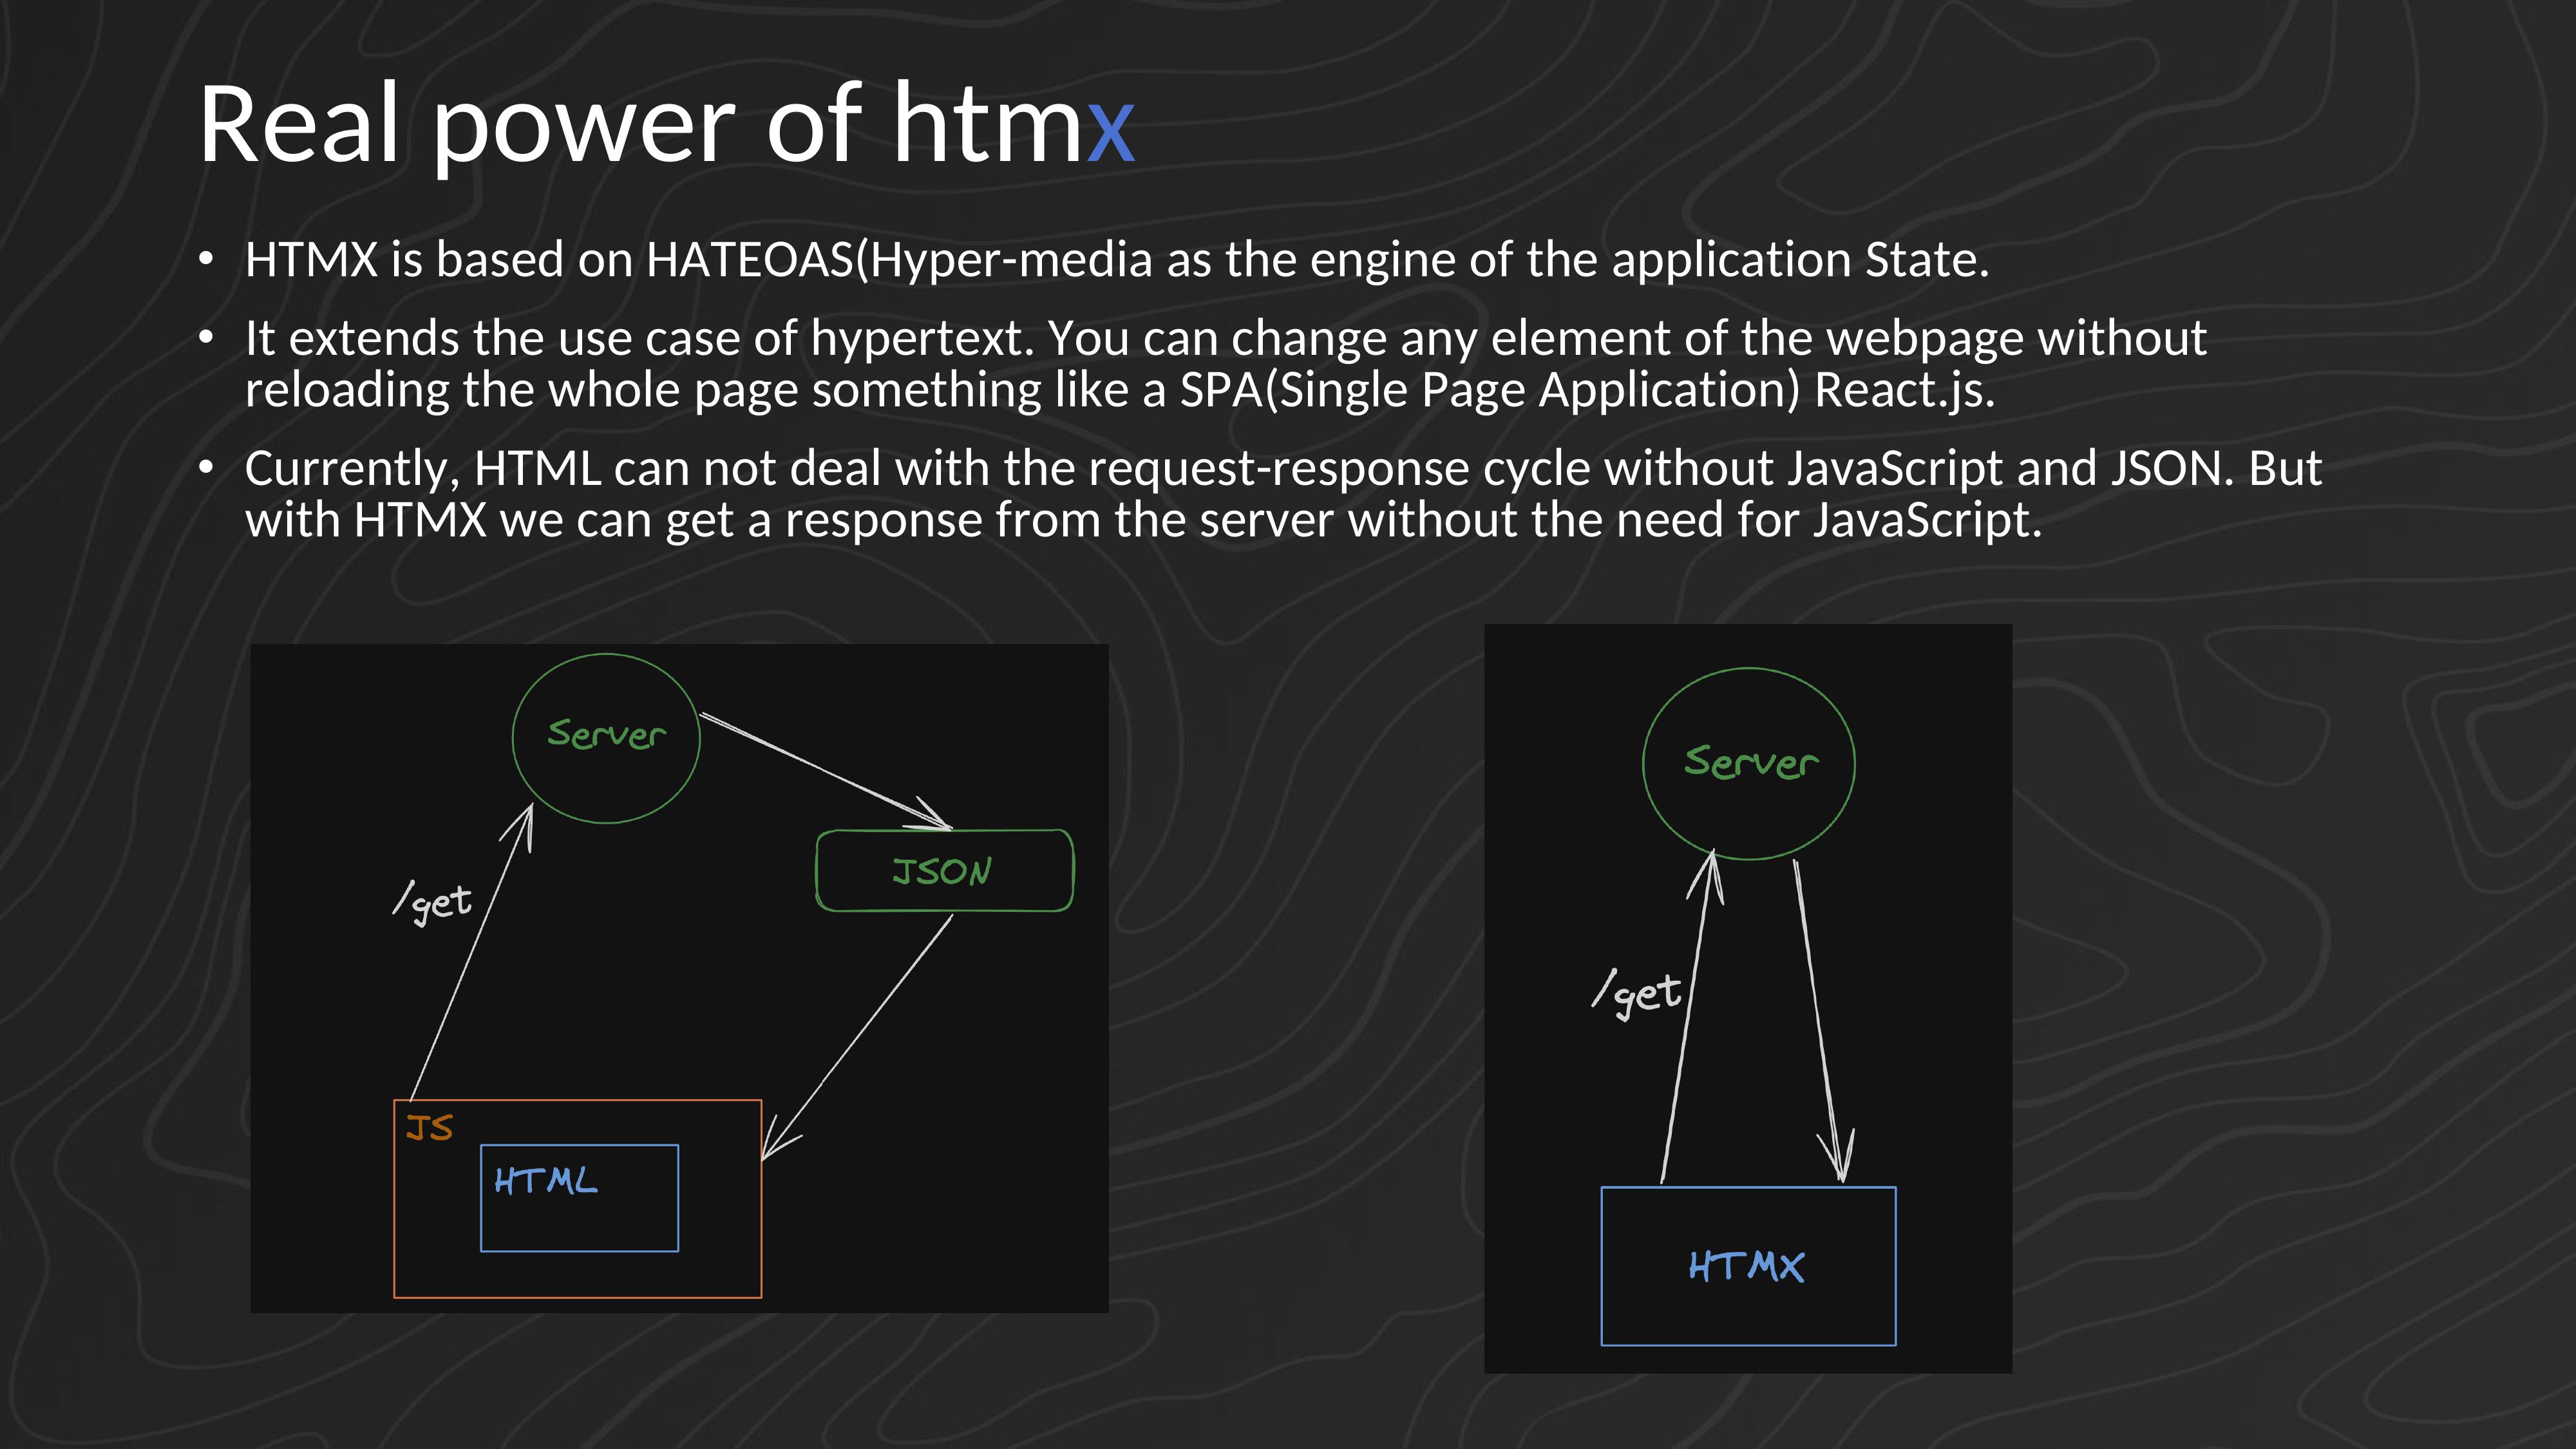 Real power of htmx
• HTMX is based on HATEOAS(Hyper-media as the engine of the application State.
• It extends the use case of hypertext. You can change any element of the webpage without
reloading the whole page something like a SPA(Single Page Application) React.js.
• Currently, HTML can not deal with the request-response cycle without JavaScript and JSON. But
with HTMX we can get a response from the server without the need for JavaScript.
Server
JSON
/get
JS
HTML
Server
/get
HTMX